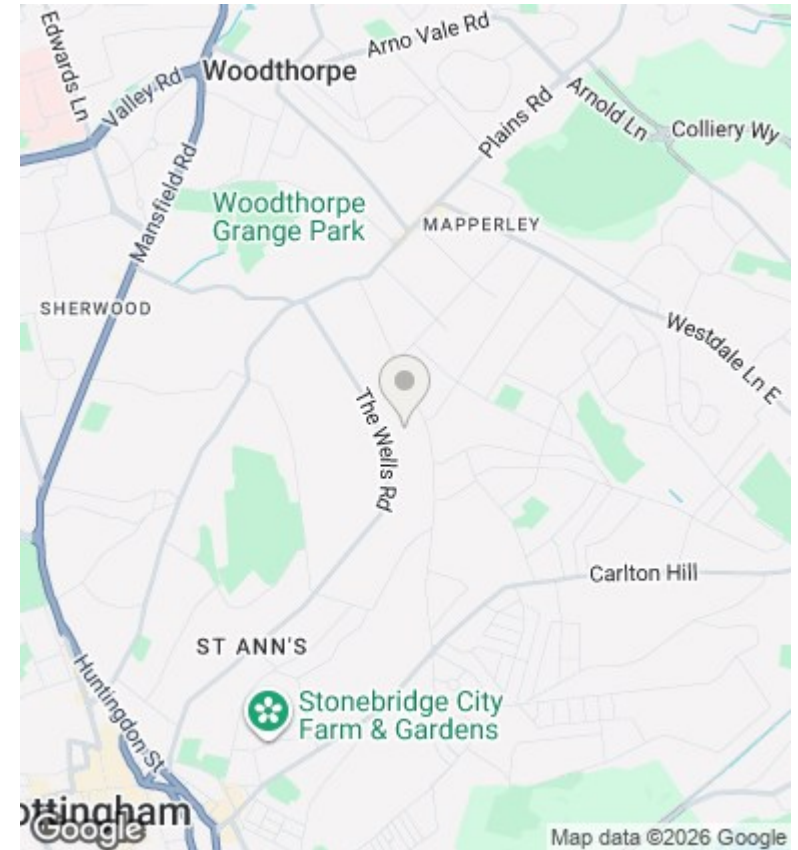 Edwards Ln
Arno Vale Rd
Woodthorpe
Valley Rd
Plains Rd
Arnold Ln
Colliery Wy
Mansfield Rd
Woodthorpe
Grange Park
MAPPERLEY
SHERWOOD
Westdale Ln E
The Wells Rd
Carlton Hill
ST ANN'S
Stonebridge City
Farm & Gardens
Huntingdon St
ottingham
Google
Map data ©2026 Google